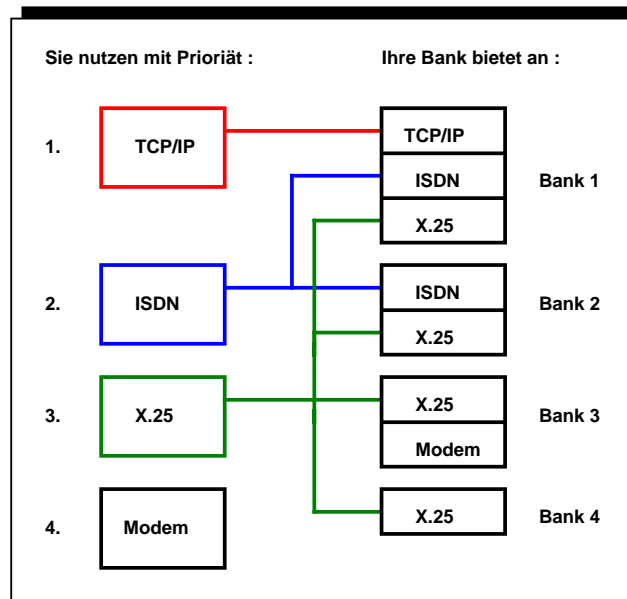 Sie nutzen mit Prioriät :
Ihre Bank bietet an :
1.
TCP/IP
TCP/IP
ISDN
X.25
Bank 1
2.
ISDN
ISDN
X.25
Bank 2
3.
X.25
X.25
Modem
Bank 3
4.
Modem
X.25
Bank 4